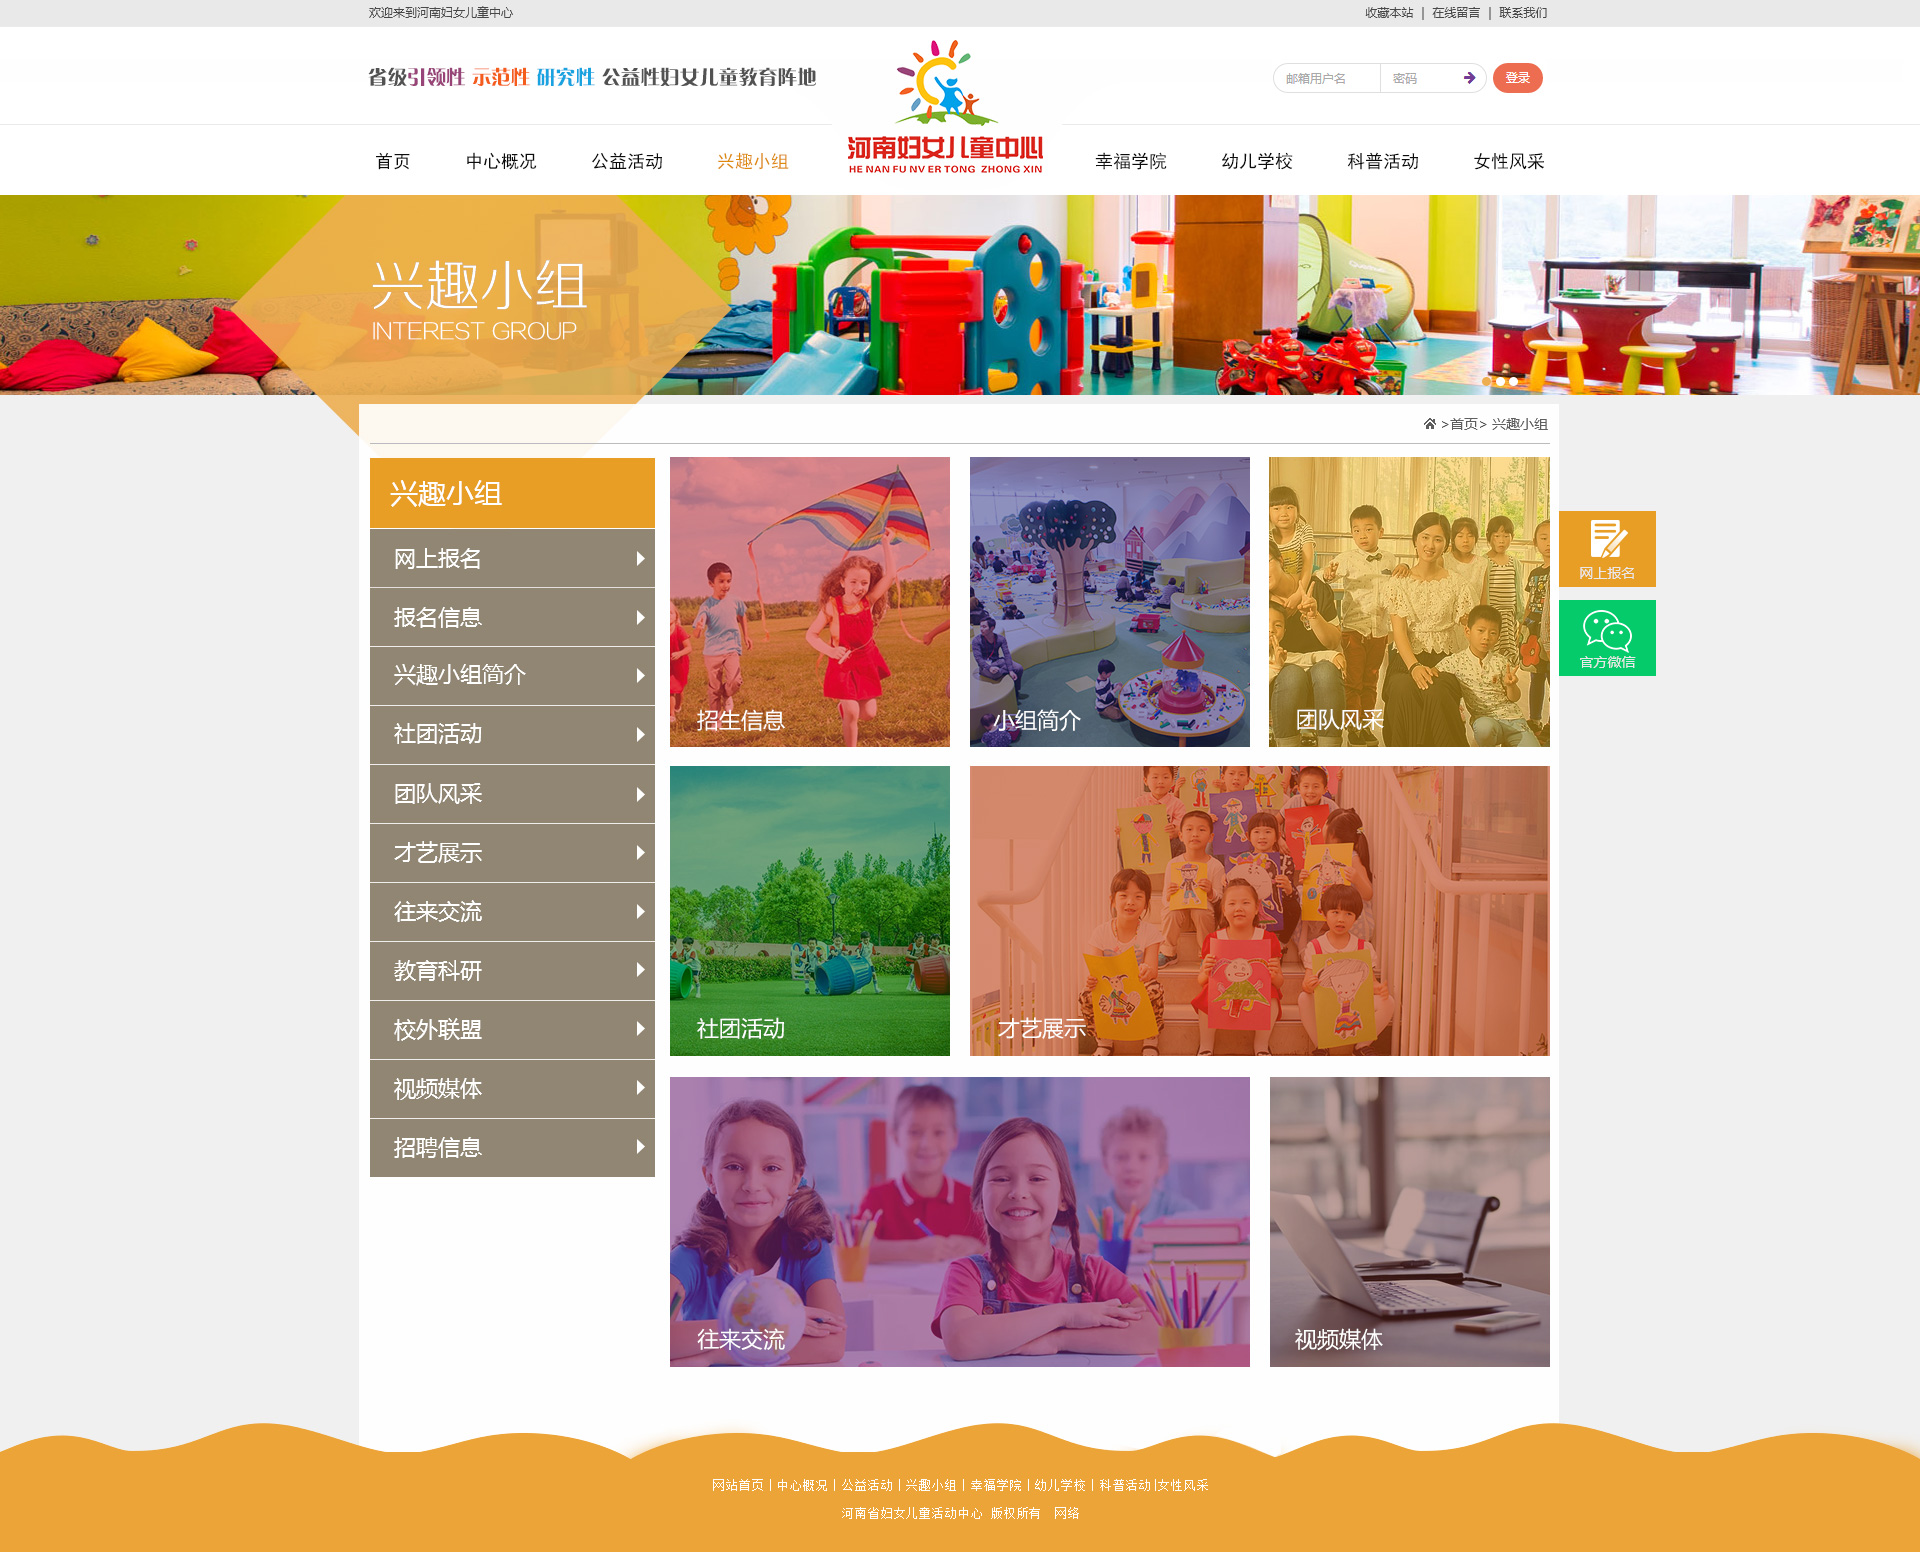 欢迎来到河南妇女儿童中心
收藏本站 | 在线留言 | 联系我们
省级引领性 示范性 研究性 公益性妇女儿童教育阵地
邮箱用户名
密码
登录
首页
中心概况
公益活动
兴趣小组
河南妇女儿童中心
HE NAN FU NV ER TONG ZHONG XIN
幸福学院
幼儿学校
科普活动
女性风采
兴趣小组
INTEREST GROUP
>首页> 兴趣小组
兴趣小组
网上报名
报名信息
兴趣小组简介
社团活动
团队风采
才艺展示
往来交流
教育科研
校外联盟
视频媒体
招聘信息
招生信息
小组简介
团队风采
社团活动
才艺展示
往来交流
视频媒体
网上报名
官方微信
网站首页 | 中心概况 | 公益活动 | 兴趣小组 | 幸福学院 | 幼儿学校 | 科普活动 |女性风采
河南省妇女儿童活动中心 版权所有 网络